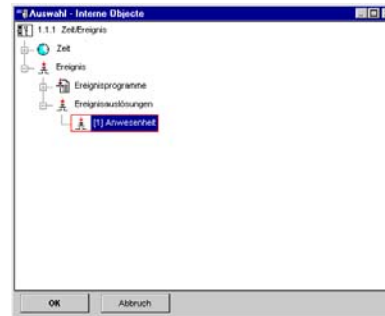 Auswahl - Interne Objecte
1.1.1 Zeit/Ereignis
Zeit
Ereignis
Ereignisprogramme
Ereignisauslösungen
[1] Anwesenheit
OK Abbruch